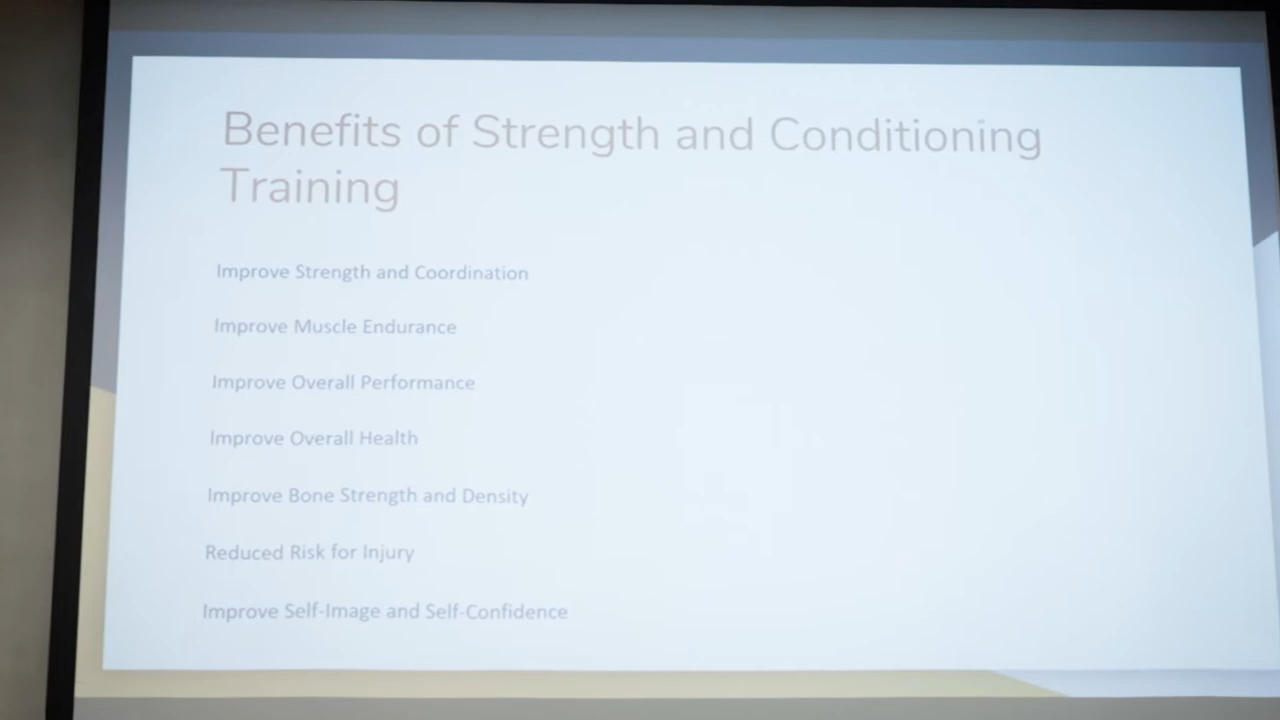 Benefits of Strength and Conditioning
Training
Improve Strength and Coordination
Improve Muscle Endurance
Improve Overall Performance
Improve Overall Health
Improve Bone Strength and Density
Reduced Risk for Injury
Improve Self-Image and Self-Confidence